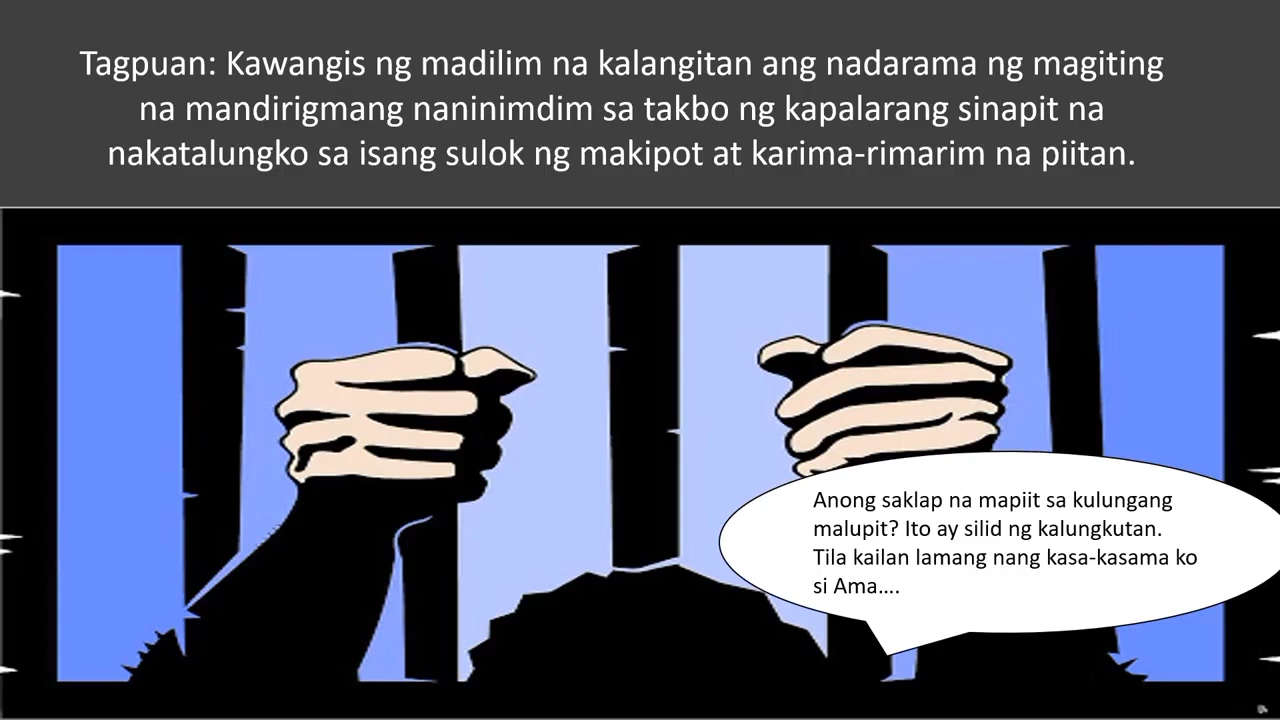 Tagpuan: Kawangis ng madilim na kalangitan ang nadarama ng magiting
na mandirigmang naninimdim sa takbo ng kapalarang sinapit na
nakatalungko sa isang sulok ng makipot at karima-rimarim na piitan.
Anong saklap na mapiit sa kulungang
malupit? Ito ay silid ng kalungkutan.
Tila kailan lamang nang kasa-kasama ko
si Ama….